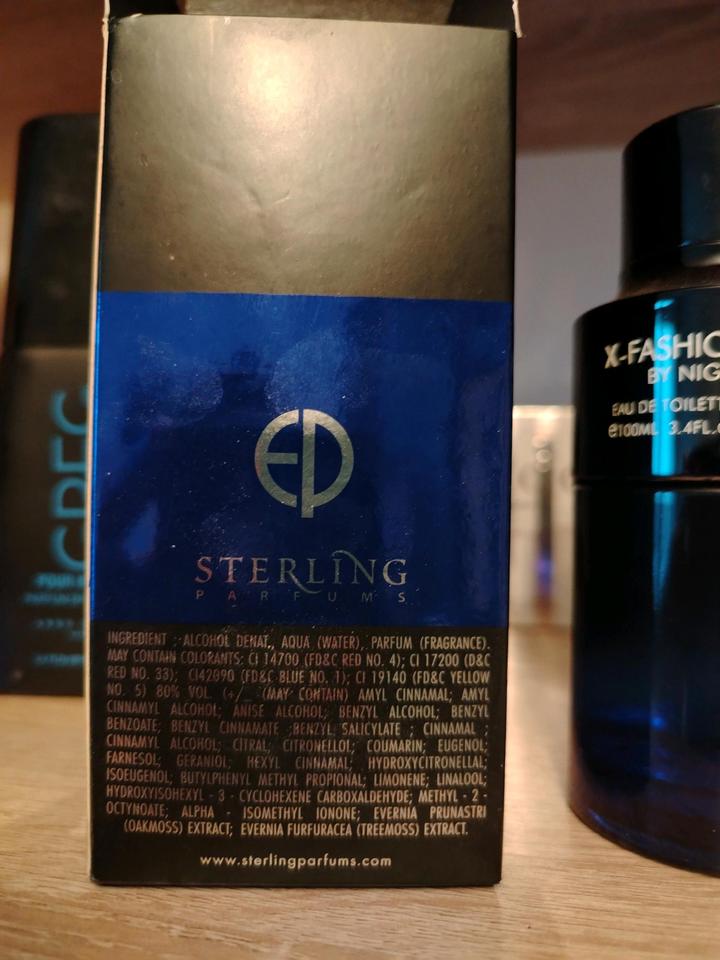 EP
STERLING
PARFUMS
INGREDIENT : ALCOHOL DENAT., AQUA (WATER), PARFUM (FRAGRANCE).
MAY CONTAIN COLORANTS: CI 14700 (FD&C RED NO. 4); CI 17200 (D&C
RED NO. 33); CI42090 (FD&C BLUE NO. 1); CI 19140 (FD&C YELLOW
NO. 5) 80% VOL. (+/_ (MAY CONTAIN) AMYL CINNAMAL; AMYL
CINNAMYL ALCOHOL; ANISE ALCOHOL; BENZYL ALCOHOL; BENZYL
BENZOATE; BENZYL CINNAMATE ;BENZYL SALICYLATE ; CINNAMAL ;
CINNAMYL ALCOHOL; CITRAL; CITRONELLOL; COUMARIN; EUGENOL;
FARNESOL; GERANIOL; HEXYL CINNAMAL; HYDROXYCITRONELLAL;
ISOEUGENOL; BUTYLPHENYL METHYL PROPIONAL; LIMONENE; LINALOOL;
HYDROXYISOHEXYL - 3 - CYCLOHEXENE CARBOXALDEHYDE; METHYL - 2 -
OCTYNOATE; ALPHA - ISOMETHYL IONONE; EVERNIA PRUNASTRI
(OAKMOSS) EXTRACT; EVERNIA FURFURACEA (TREEMOSS) EXTRACT.
www.sterlingparfums.com
X-FASHIO
BY NIG
EAU DE TOILETT
e100ML 3.4FL.
POUR